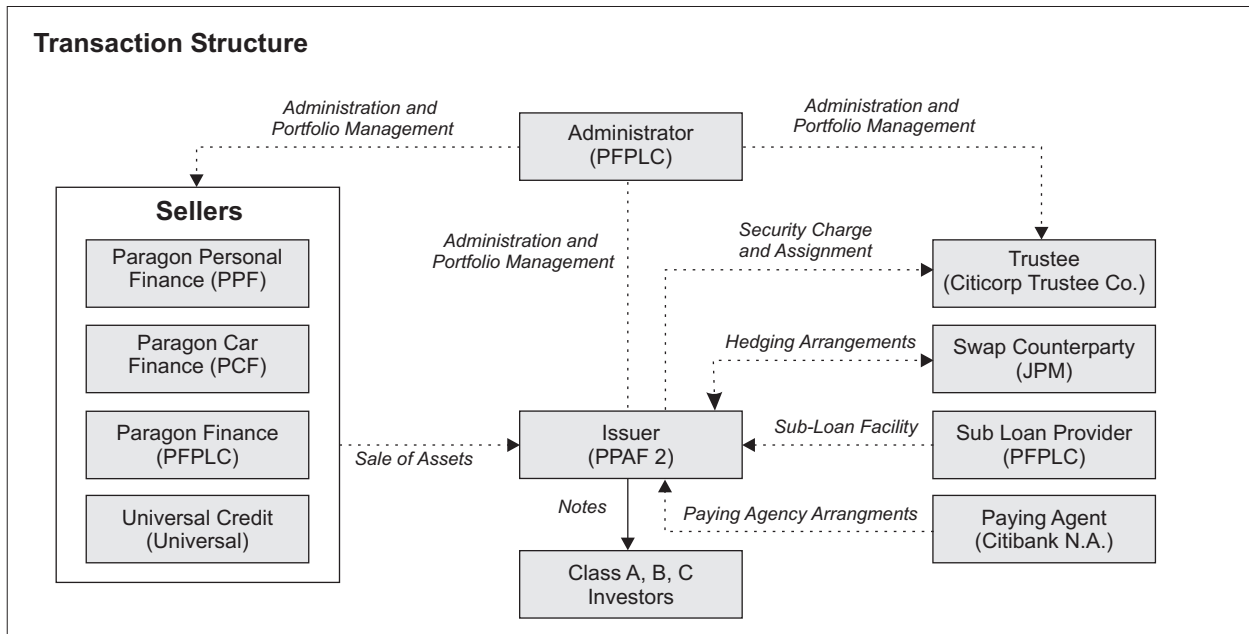 Transaction Structure
Administration and
Portfolio Management
Administrator
(PFPLC)
Administration and
Portfolio Management
Sellers
Paragon Personal
Finance (PPF)
Paragon Car
Finance (PCF)
Paragon Finance
(PFPLC)
Universal Credit
(Universal)
Administration and
Portfolio Management
Security Charge
and Assignment
Trustee
(Citicorp Trustee Co.)
Hedging Arrangements
Swap Counterparty
(JPM)
Sale of Assets
Issuer
(PPAF 2)
Sub-Loan Facility
Sub Loan Provider
(PFPLC)
Notes
Paying Agency Arrangments
Paying Agent
(Citibank N.A.)
Class A, B, C
Investors